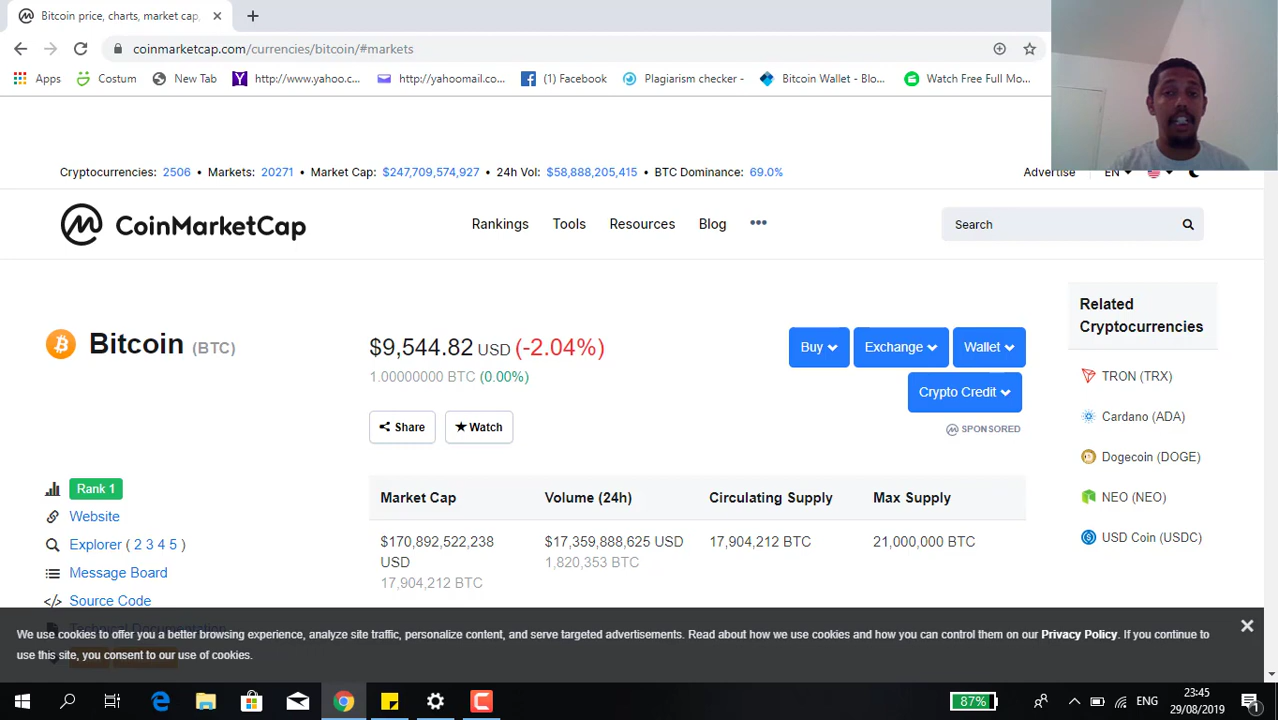 Bitcoin price, charts, market cap,
coinmarketcap.com/currencies/bitcoin/#markets
Apps Costum New Tab http://www.yahoo.c... http://yahoomail.co... (1) Facebook Plagiarism checker - Bitcoin Wallet - Blo... Watch Free Full Mo...
Cryptocurrencies: 2506 • Markets: 20271 • Market Cap: $247,709,574,927 • 24h Vol: $58,888,205,415 • BTC Dominance: 69.0% Advertise EN
CoinMarketCap Rankings Tools Resources Blog ••• Search
Related
Cryptocurrencies
Bitcoin (BTC) $9,544.82 USD (-2.04%) Buy Exchange Wallet
1.00000000 BTC (0.00%) TRON (TRX)
Crypto Credit
Cardano (ADA)
Share Watch SPONSORED
Dogecoin (DOGE)
Rank 1 Market Cap Volume (24h) Circulating Supply Max Supply NEO (NEO)
Website
Explorer ( 2 3 4 5 ) $170,892,522,238 $17,359,888,625 USD 17,904,212 BTC 21,000,000 BTC USD Coin (USDC)
USD 1,820,353 BTC
Message Board 17,904,212 BTC
Source Code
Technical Documentation
We use cookies to offer you a better browsing experience, analyze site traffic, personalize content, and serve targeted advertisements. Read about how we use cookies and how you can control them on our Privacy Policy. If you continue to
use this site, you consent to our use of cookies.
87% ENG 23:45
29/08/2019
1